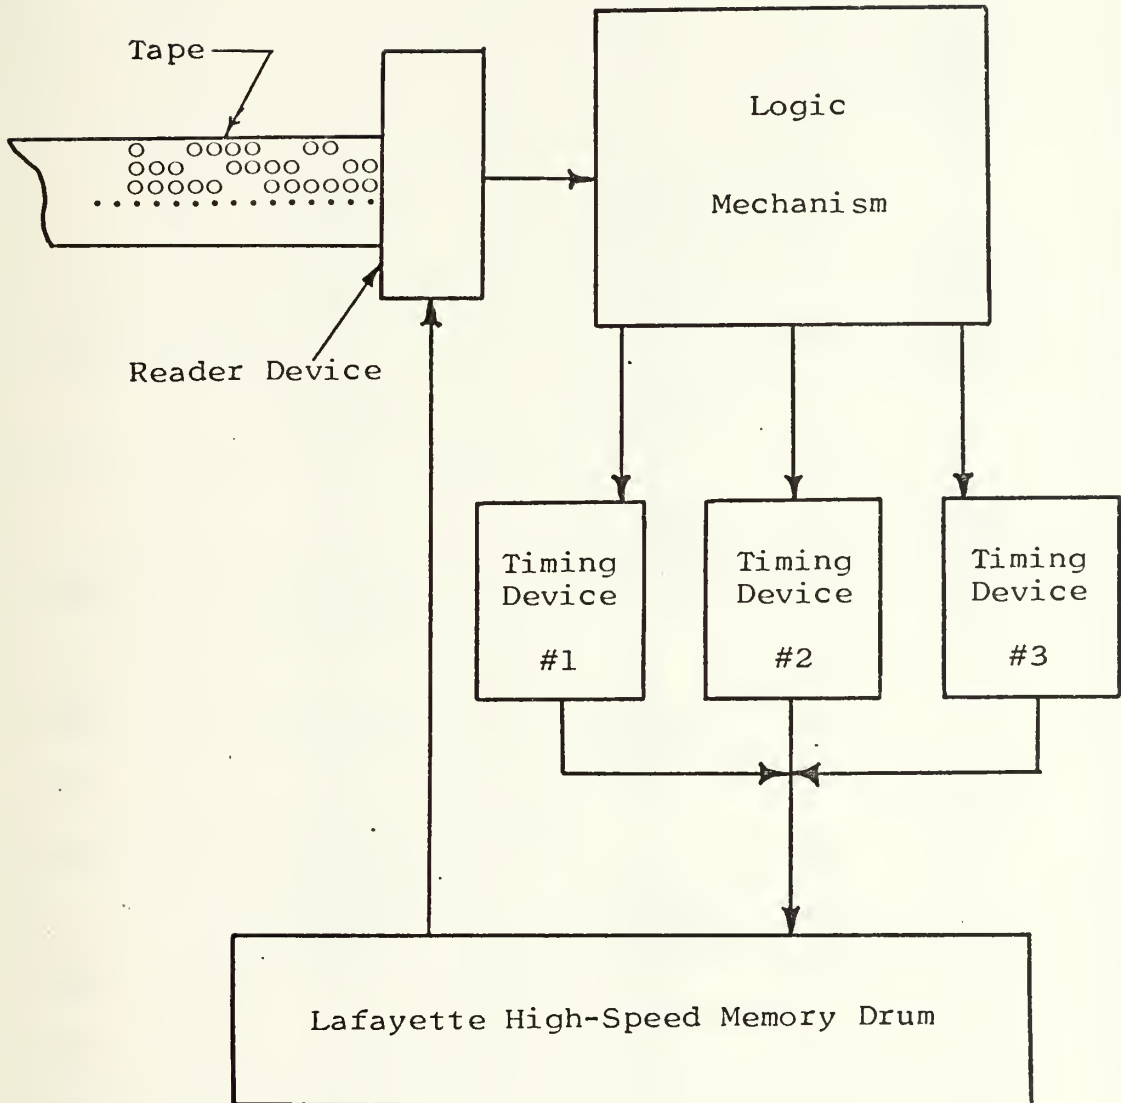 Tape
Logic
Mechanism
Reader Device
Timing
Device
#1
Timing
Device
#2
Timing
Device
#3
Lafayette High-Speed Memory Drum